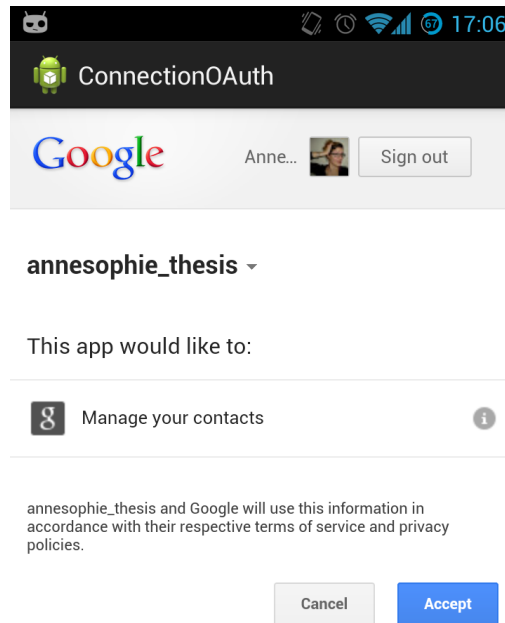 67 17:06
ConnectionOAuth
Google Anne... Sign out
annesophie_thesis
This app would like to:
g Manage your contacts i
annesophie_thesis and Google will use this information in
accordance with their respective terms of service and privacy
policies.
Cancel Accept